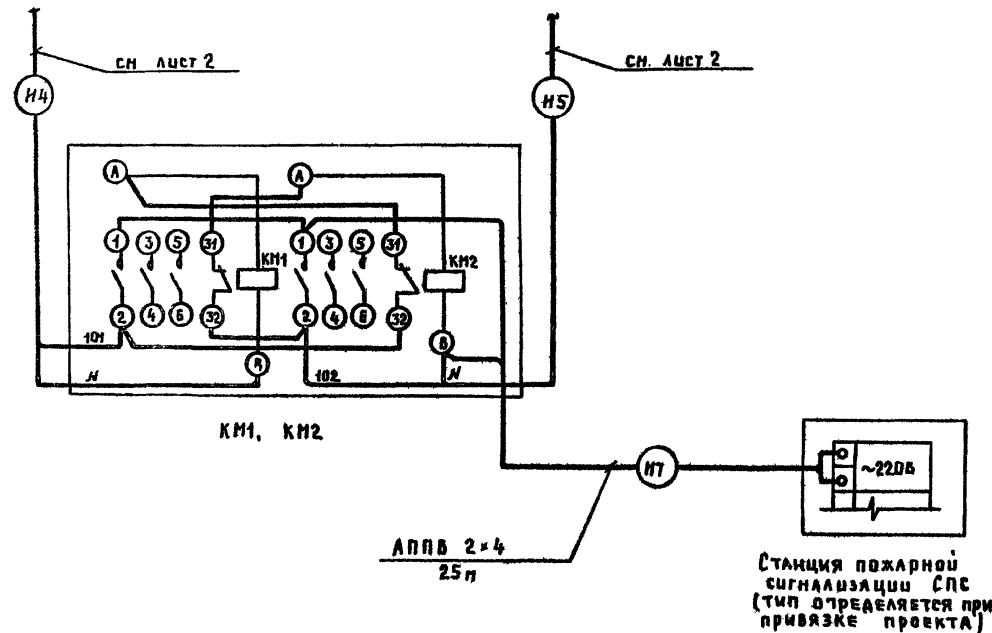 см лист 2
см. лист 2
Н4
Н5
А
А
1 3 5 31 КМ1 1 3 5 31 КМ2
2 4 6 32 2 4 6 32
101
В
В
N
102
N
КМ1, КМ2
Н7
~220В
АППВ 2×4
25м
Станция пожарной
сигнализации СПС
(тип определяется при
привязке проекта)